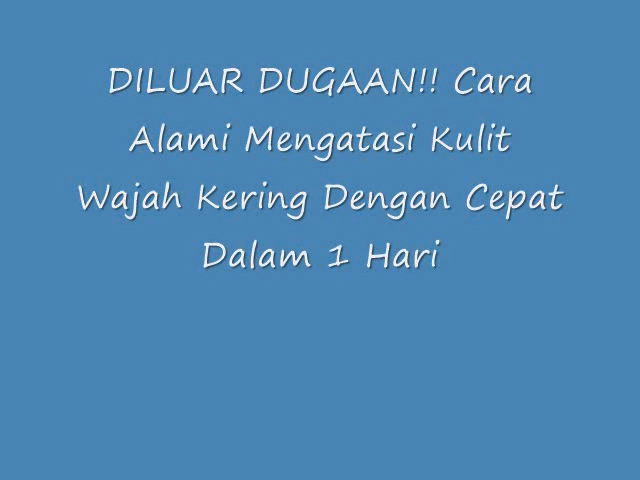 DILUAR DUGAAN!! Cara
Alami Mengatasi Kulit
Wajah Kering Dengan Cepat
Dalam 1 Hari